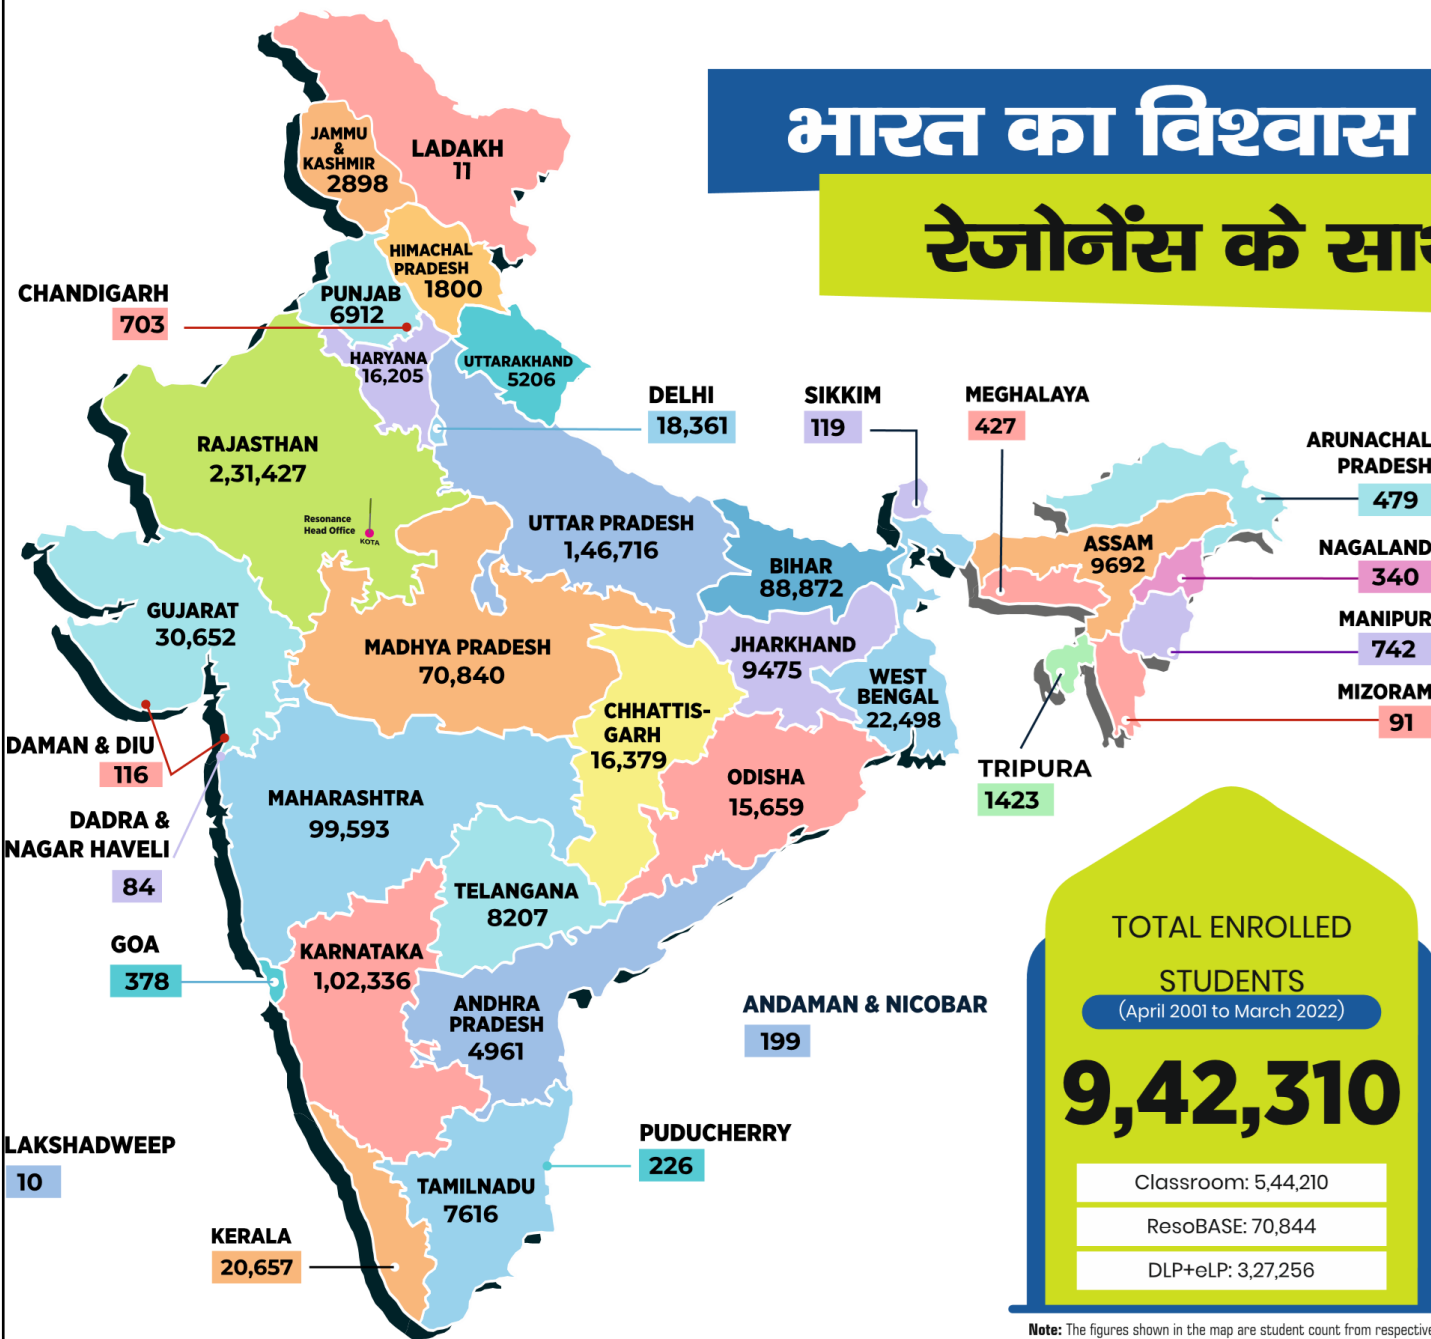 JAMMU
&
KASHMIR
2898
LADAKH
11
भारत का विश्वास
रेजोनेंस के
HIMACHAL
PRADESH
1800
CHANDIGARH
703
PUNJAB
6912
HARYANA
16,205
UTTARAKHAND
5206
DELHI
18,361
SIKKIM
119
MEGHALAYA
427
ARUNACHAL
PRADESH
479
RAJASTHAN
2,31,427
Resonance
Head Office
KOTA
UTTAR PRADESH
1,46,716
BIHAR
88,872
ASSAM
9692
NAGALAND
340
MANIPUR
742
MIZORAM
91
TRIPURA
1423
GUJARAT
30,652
MADHYA PRADESH
70,840
JHARKHAND
9475
WEST
BENGAL
22,498
CHHATTIS-
GARH
16,379
ODISHA
15,659
DAMAN & DIU
116
DADRA &
NAGAR HAVELI
84
MAHARASHTRA
99,593
TELANGANA
8207
GOA
378
KARNATAKA
1,02,336
ANDHRA
PRADESH
4961
ANDAMAN & NICOBAR
199
LAKSHADWEEP
10
PUDUCHERRY
226
TAMILNADU
7616
KERALA
20,657
TOTAL ENROLLED
STUDENTS
(April 2001 to March 2022)
9,42,310
Classroom: 5,44,210
ResoBASE: 70,844
DLP+eLP: 3,27,256
Note: The figures shown in the map are student count from respective